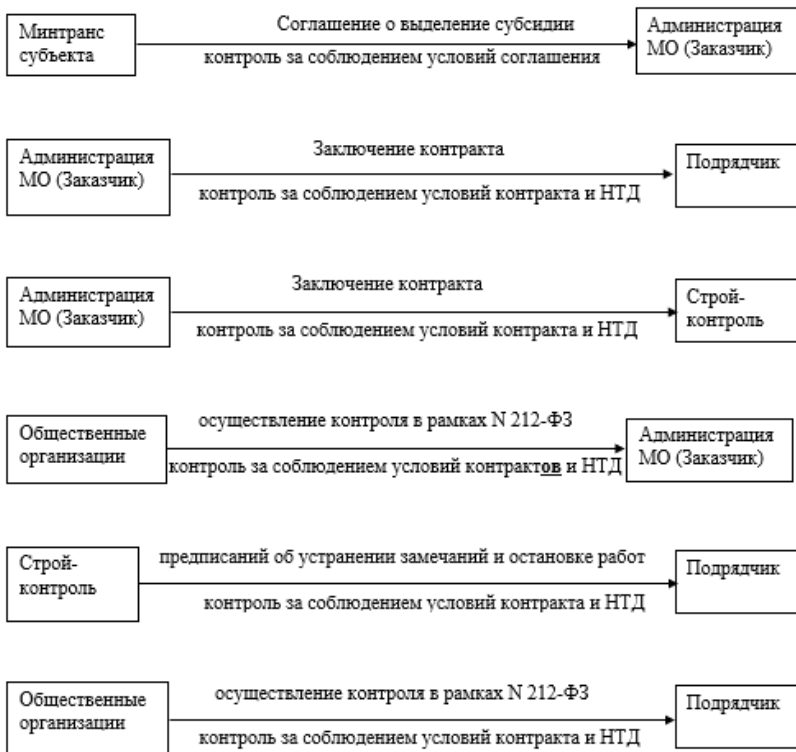 Минтранс
субъекта
Соглашение о выделение субсидии
контроль за соблюдением условий соглашения
Администрация
МО (Заказчик)
Администрация
МО (Заказчик)
Заключение контракта
контроль за соблюдением условий контракта и НТД
Подрядчик
Администрация
МО (Заказчик)
Заключение контракта
контроль за соблюдением условий контракта и НТД
Строй-
контроль
Общественные
организации
осуществление контроля в рамках N 212-ФЗ
контроль за соблюдением условий контрактов и НТД
Администрация
МО (Заказчик)
Строй-
контроль
предписаний об устранении замечаний и остановке работ
контроль за соблюдением условий контракта и НТД
Подрядчик
Общественные
организации
осуществление контроля в рамках N 212-ФЗ
контроль за соблюдением условий контракта и НТД
Подрядчик